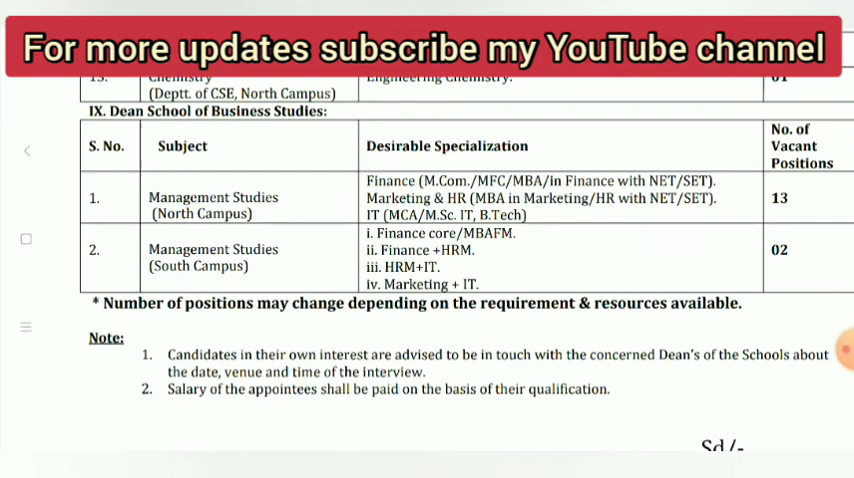 For more updates subscribe my YouTube channel
13. Chemistry Engineering Chemistry. 01
(Deptt. of CSE, North Campus)
IX. Dean School of Business Studies:
S. No. Subject Desirable Specialization No. of Vacant Positions
1. Management Studies (North Campus) Finance (M.Com./MFC/MBA/in Finance with NET/SET). 13
Marketing & HR (MBA in Marketing/HR with NET/SET).
IT (MCA/M.Sc. IT, B.Tech)
2. Management Studies (South Campus) i. Finance core/MBAFM. 02
ii. Finance +HRM.
iii. HRM+IT.
iv. Marketing + IT.
* Number of positions may change depending on the requirement & resources available.
Note:
1. Candidates in their own interest are advised to be in touch with the concerned Dean's of the Schools about
the date, venue and time of the interview.
2. Salary of the appointees shall be paid on the basis of their qualification.
Sd/-